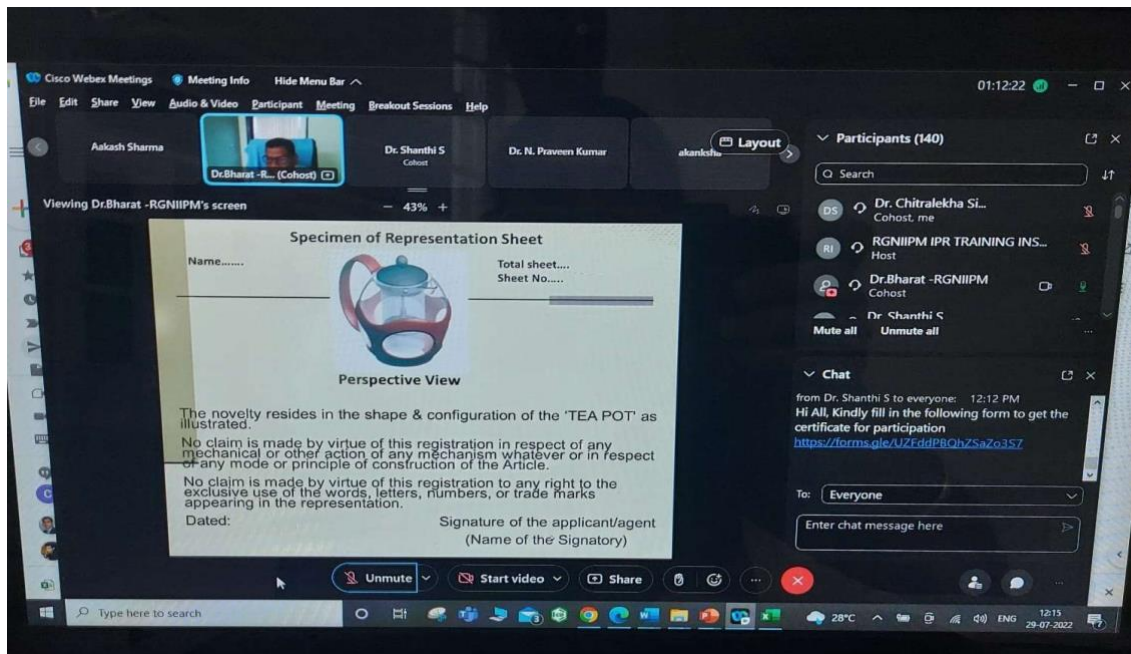 Cisco Webex Meetings
Meeting Info
Hide Menu Bar
01:12:22
File Edit Share View Audio & Video Participant Meeting Breakout Sessions Help
Aakash Sharma
Dr.Bharat -R... (Cohost)
Dr. Shanthi S
Cohost
Dr. N. Praveen Kumar
akanksha
Layout
Viewing Dr.Bharat -RGNIIPM's screen
− 43% +
Specimen of Representation Sheet
Name.......
Total sheet....
Sheet No.....
Perspective View
The novelty resides in the shape & configuration of the 'TEA POT' as
illustrated.
No claim is made by virtue of this registration in respect of any
mechanical or other action of any mechanism whatever or in respect
of any mode or principle of construction of the Article.
No claim is made by virtue of this registration to any right to the
exclusive use of the words, letters, numbers, or trade marks
appearing in the representation.
Dated:
Signature of the applicant/agent
(Name of the Signatory)
Participants (140)
Search
DS
Dr. Chitralekha Si...
Cohost, me
RI
RGNIIPM IPR TRAINING INS...
Host
Dr.Bharat -RGNIIPM
Cohost
Dr Shanthi S
Mute all
Unmute all
Chat
from Dr. Shanthi S to everyone: 12:12 PM
Hi All, Kindly fill in the following form to get the
certificate for participation
To: Everyone
Enter chat message here
Unmute
Start video
Share
Type here to search
28°C
ENG
12:15
29-07-2022